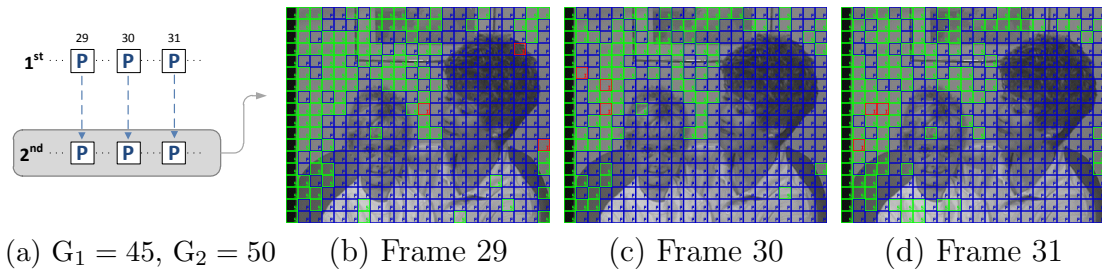 29 30 31
1st ··· P ··· P ··· P ···
2nd ··· P ··· P ··· P ···
(a) G1 = 45, G2 = 50 (b) Frame 29 (c) Frame 30 (d) Frame 31